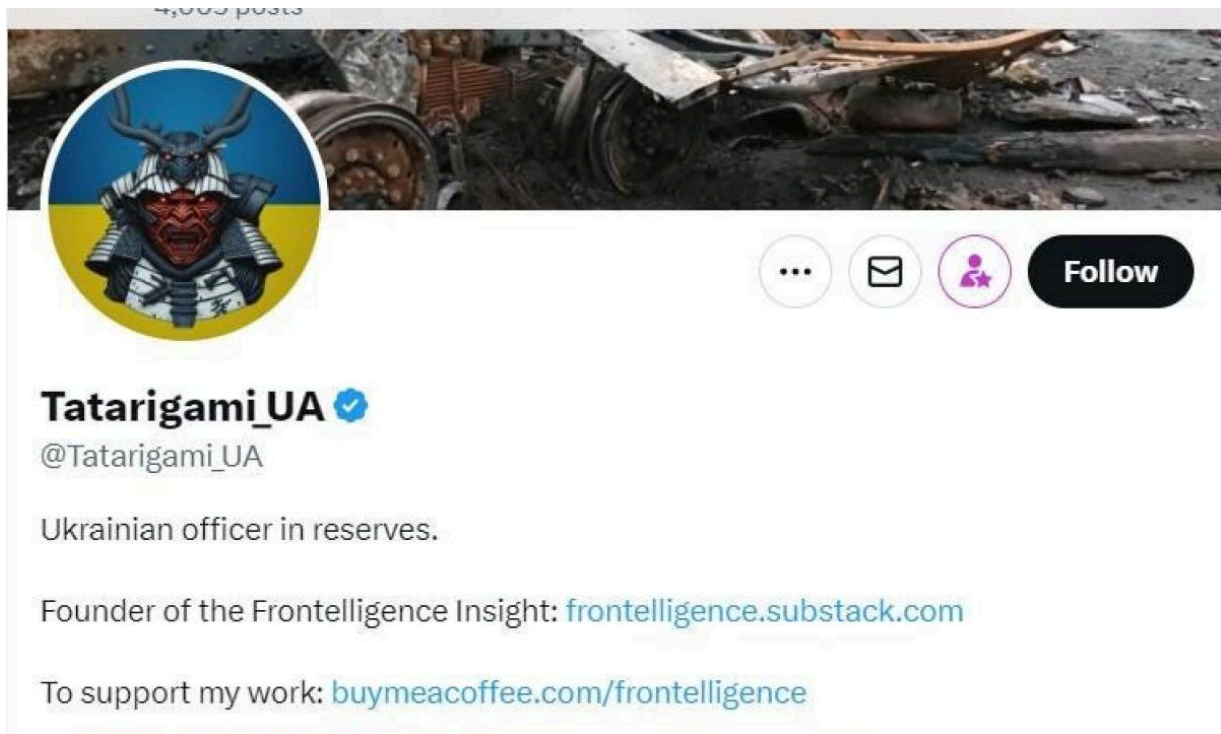 posts
Follow
Tatarigami_UA
@Tatarigami_UA
Ukrainian officer in reserves.
Founder of the Frontelligence Insight: frontelligence.substack.com
To support my work: buymeacoffee.com/frontelligence